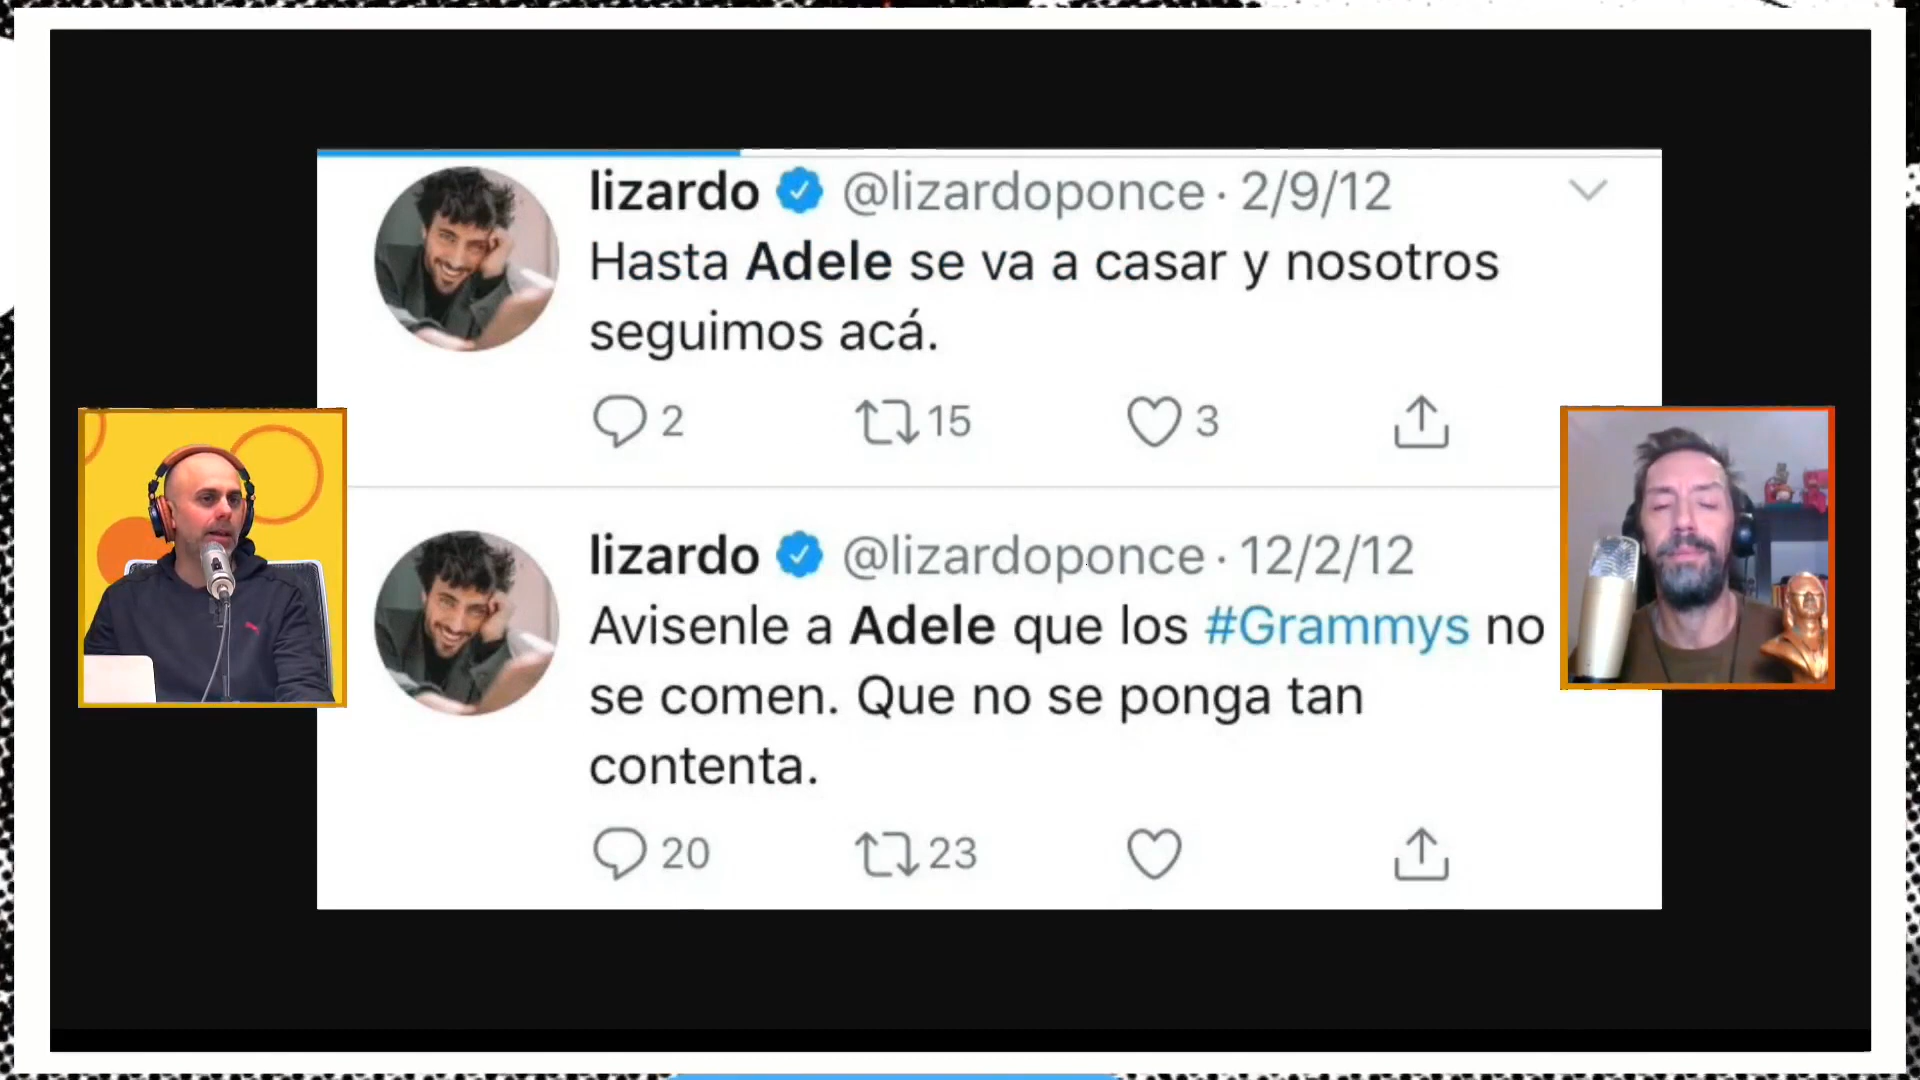 lizardo @lizardoponce · 2/9/12
Hasta Adele se va a casar y nosotros
seguimos acá.
2 15 3
lizardo @lizardoponce · 12/2/12
Avisenle a Adele que los #Grammys no
se comen. Que no se ponga tan
contenta.
20 23